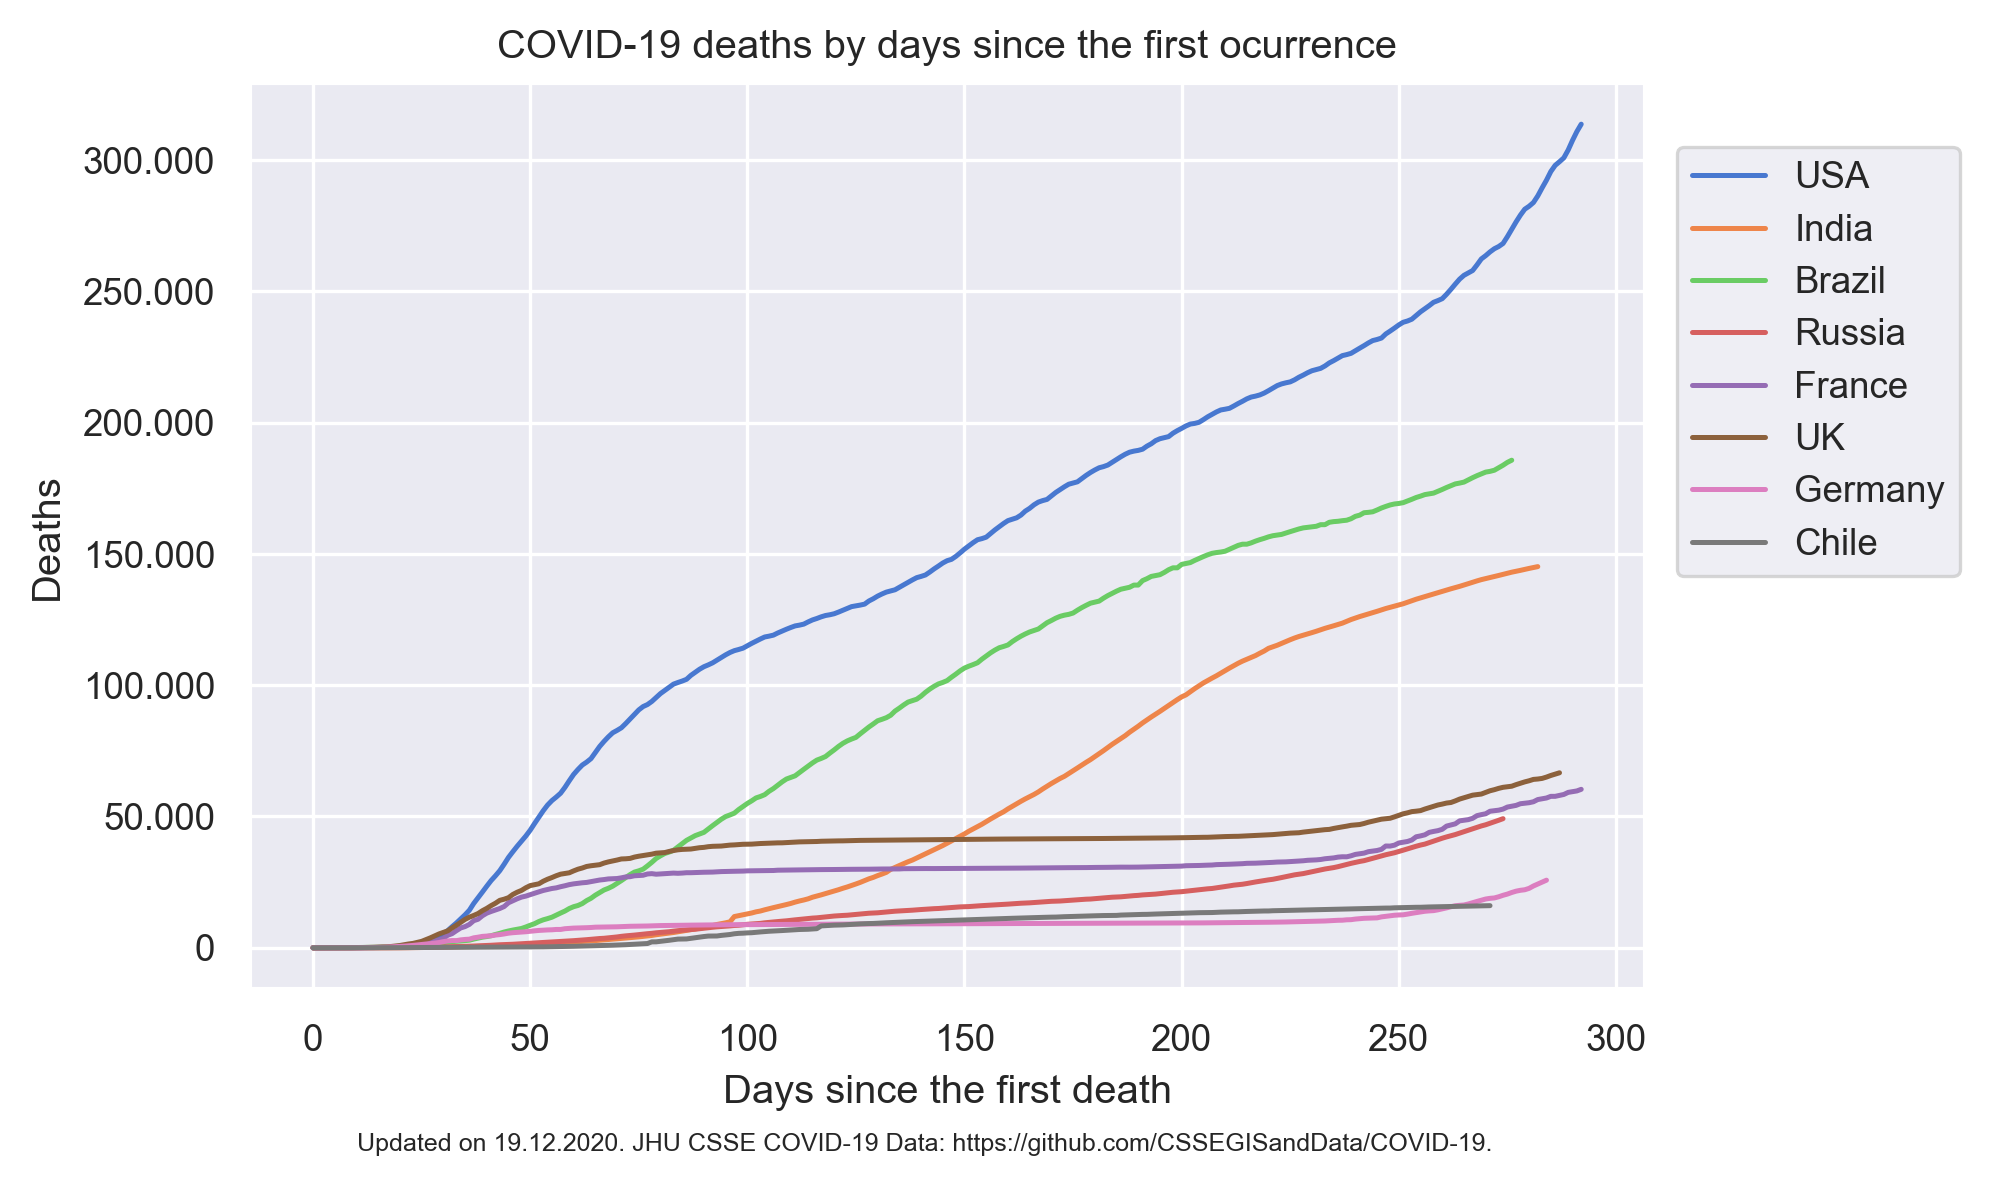 COVID-19 deaths by days since the first ocurrence
300.000
250.000
200.000
150.000
100.000
50.000
0
Deaths
0 50 100 150 200 250 300
Days since the first death
USA
India
Brazil
Russia
France
UK
Germany
Chile
Updated on 19.12.2020. JHU CSSE COVID-19 Data: https://github.com/CSSEGISandData/COVID-19.